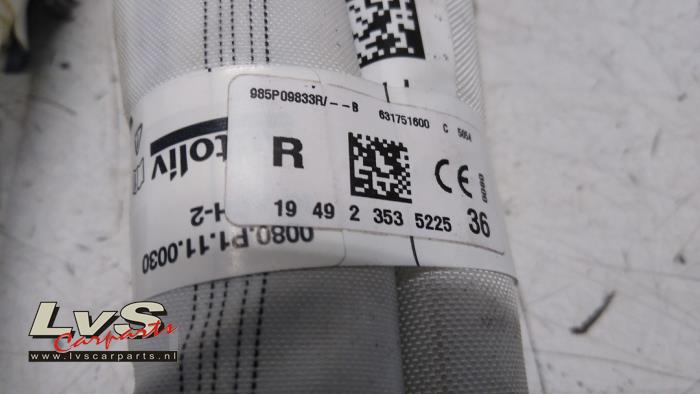 985P09833R/--B 631751600 C 5054
R CE 0080
19 49 2 353 5225 36
toliv
H-2
0080.P1.11.0030
LvS
Carparts
www.lvscarparts.nl